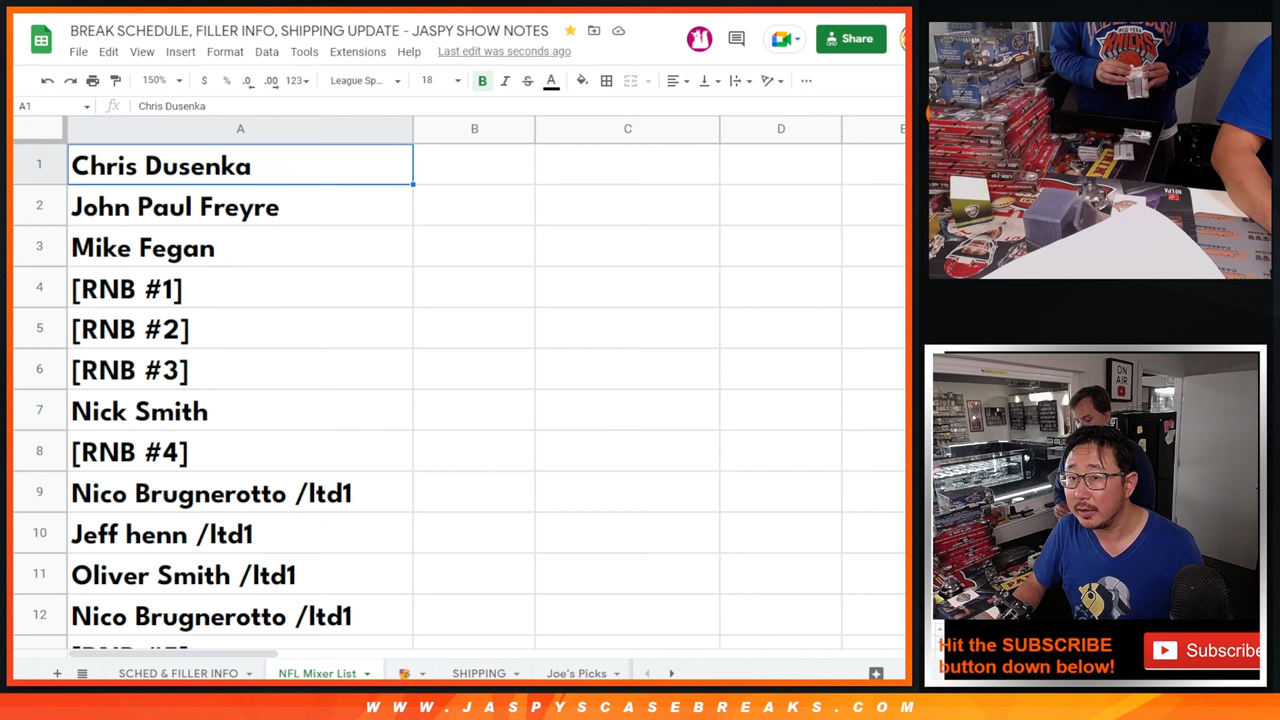 BREAK SCHEDULE, FILLER INFO, SHIPPING UPDATE - JASPY SHOW NOTES
File Edit View Insert Format Data Tools Extensions Help Last edit was seconds ago
Share
150% $ % .0 .00 123 League Sp... 18 B I A
A1 fx Chris Dusenka
A B C D E
1 Chris Dusenka
2 John Paul Freyre
3 Mike Fegan
4 [RNB #1]
5 [RNB #2]
6 [RNB #3]
7 Nick Smith
8 [RNB #4]
9 Nico Brugnerotto /ltd1
10 Jeff henn /ltd1
11 Oliver Smith /ltd1
12 Nico Brugnerotto /ltd1
SCHED & FILLER INFO NFL Mixer List SHIPPING Joe's Picks
KNICKS
ON AIR
Hit the SUBSCRIBE
button down below!
Subscribe
WWW.JASPYSCASEBREAKS.COM